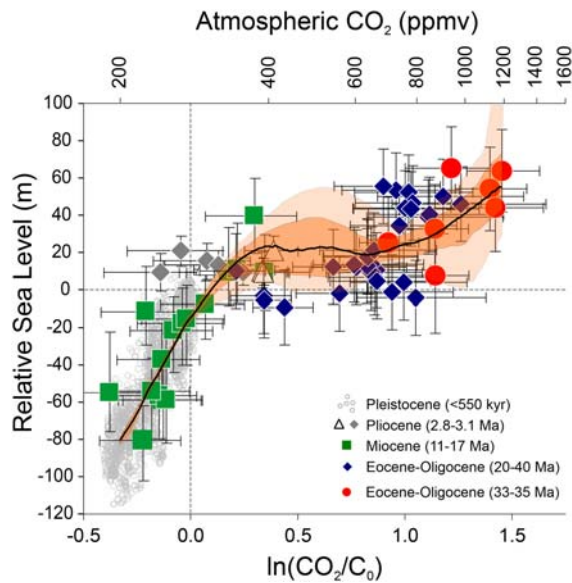 Atmospheric CO₂ (ppmv)
200 400 600 800 1000 1200 1400 1600
Relative Sea Level (m)
100
80
60
40
20
0
-20
-40
-60
-80
-100
-120
Pleistocene (<550 kyr)
Pliocene (2.8-3.1 Ma)
Miocene (11-17 Ma)
Eocene-Oligocene (20-40 Ma)
Eocene-Oligocene (33-35 Ma)
-0.5 0.0 0.5 1.0 1.5
ln(CO₂/C₀)